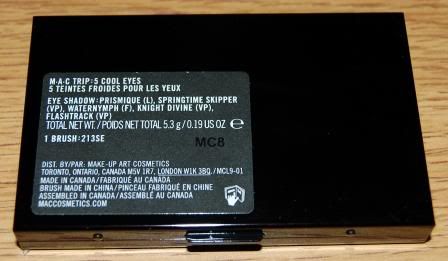 M·A·C TRIP:5 COOL EYES
5 TEINTES FROIDES POUR LES YEUX
EYE SHADOW:PRISMIQUE (L), SPRINGTIME SKIPPER
(VP), WATERNYMPH (F), KNIGHT DIVINE (VP),
FLASHTRACK (VP)
TOTAL NET WT. /POIDS NET TOTAL 5.3 g / 0.19 US OZ ℮
MC8
1 BRUSH:213SE
DIST. BY/PAR: MAKE-UP ART COSMETICS
TORONTO, ONTARIO, CANADA M5V 1R7, LONDON W1K 3BQ. /MCL9-01
MADE IN CANADA/FABRIQUÉ AU CANADA
BRUSH MADE IN CHINA/PINCEAU FABRIQUÉ EN CHINE
ASSEMBLED IN CANADA/ASSEMBLÉ AU CANADA
MACCOSMETICS.COM